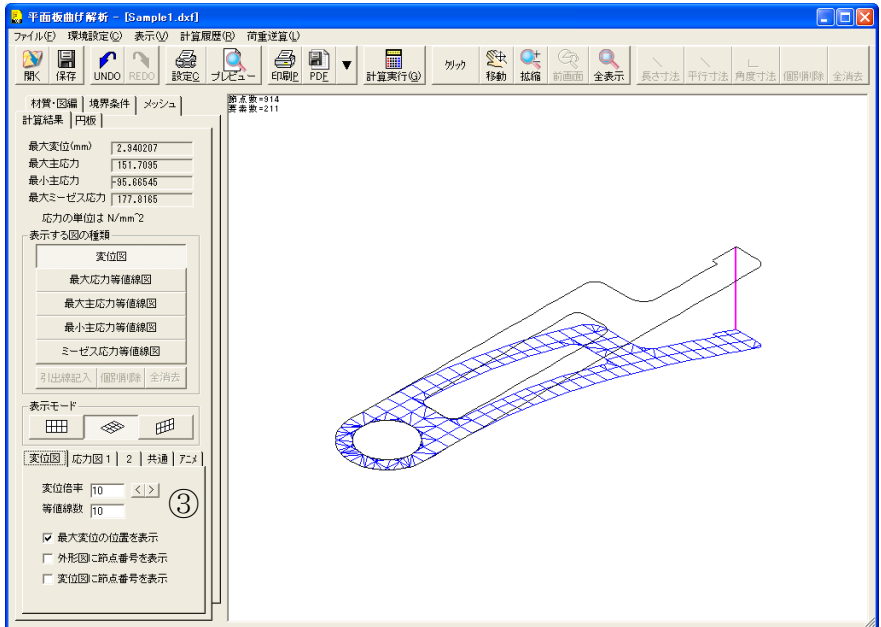 平面板曲げ解析 - [Sample1.dxf]
ファイル(F) 環境設定(C) 表示(V) 計算履歴(R) 荷重逆算(L)
開く 保存 UNDO REDO 設定C プレビュー 印刷P PDF ▼ 計算実行(G) クリック 移動 拡縮 前画面 全表示 長さ寸法 平行寸法 角度寸法 個別削除 全消去
材質・図編 境界条件 メッシュ
計算結果 円板
節点数=914
要素数=211
最大変位(mm) 2.940207
最大主応力 151.7095
最小主応力 -95.66545
最大ミーゼス応力 177.8165
応力の単位は N/mm^2
表示する図の種類
変位図
最大応力等値線図
最大主応力等値線図
最小主応力等値線図
ミーゼス応力等値線図
引出線記入 個別削除 全消去
表示モード
変位図 応力図1 2 共通 アニメ
変位倍率 10 < >
等値線数 10
③
最大変位の位置を表示
外形図に節点番号を表示
変位図に節点番号を表示